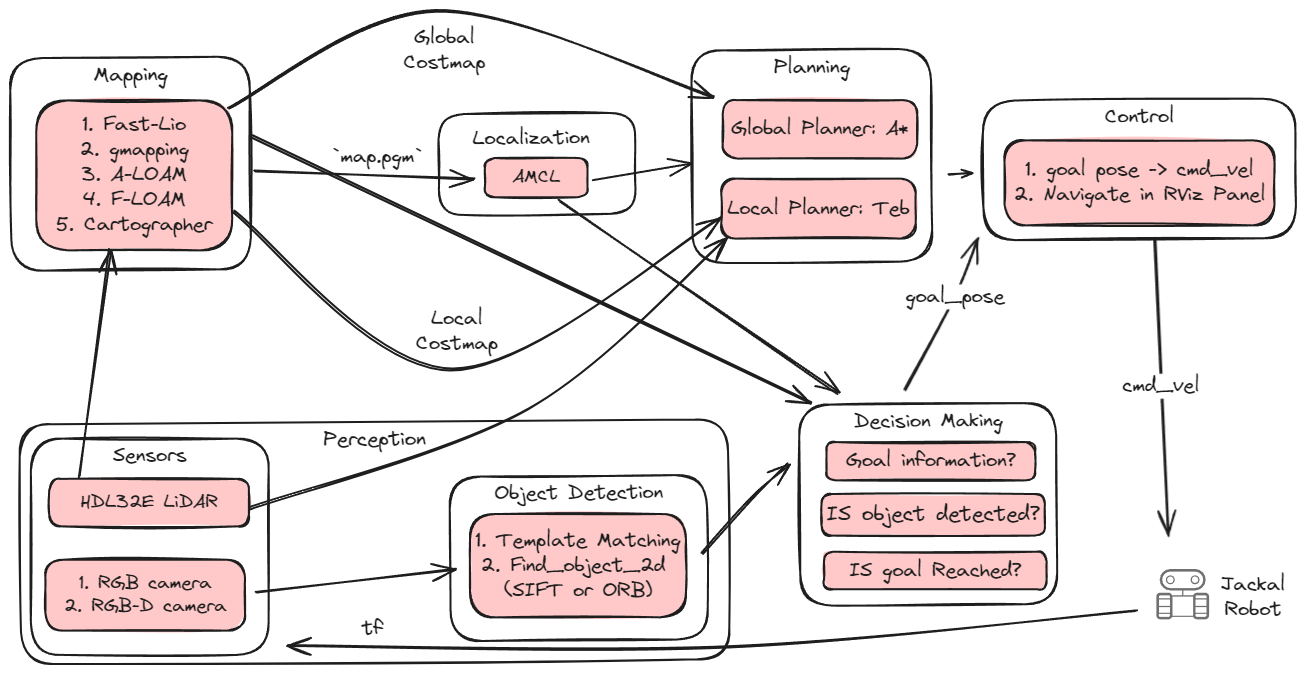 Global
Costmap
Mapping
1. Fast-Lio
2. gmapping
3. A-LOAM
4. F-LOAM
5. Cartographer
`map.pgm`
Localization
AMCL
Planning
Global Planner: A*
Local Planner: Teb
Control
1. goal pose -> cmd_vel
2. Navigate in RViz Panel
Local
Costmap
goal_pose
cmd_vel
Perception
Sensors
HDL32E LiDAR
1. RGB camera
2. RGB-D camera
Object Detection
1. Template Matching
2. Find_object_2d
(SIFT or ORB)
Decision Making
Goal information?
IS object detected?
IS goal Reached?
tf
Jackal
Robot